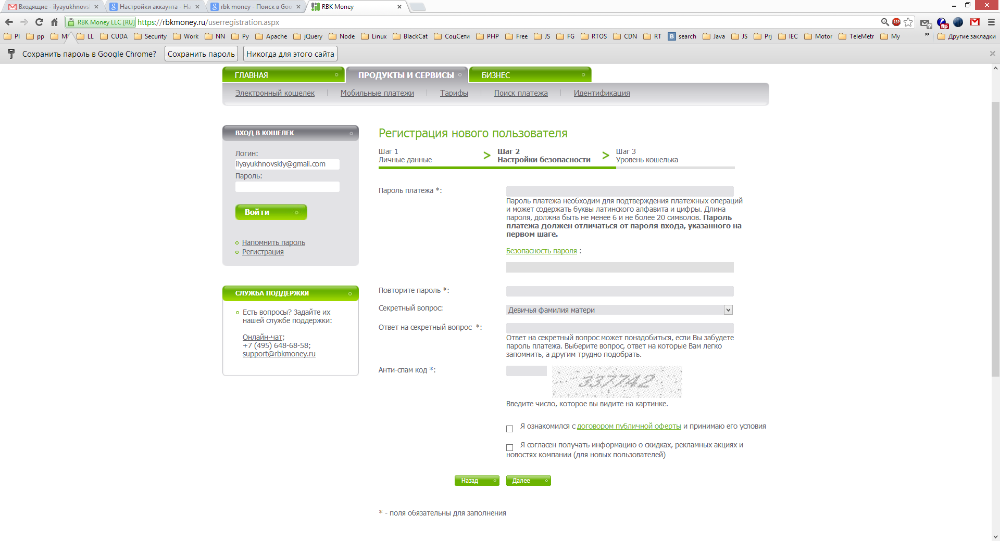 Входящие - ilyayukhnovsk
Настройки аккаунта - На
rbk money - Поиск в Goo
RBK Money
RBK Money LLC [RU] https://rbkmoney.ru/userregistration.aspx
PI pp LL CUDA Security Work NN Py Apache jQuery Node Linux BlackCat СоцСети PHP Free JS FG RTOS CDN RT search Java JS Prj IEC Motor TeleMetr My » Другие закладки
Сохранить пароль в Google Chrome? Сохранить пароль Никогда для этого сайта
ГЛАВНАЯ ПРОДУКТЫ И СЕРВИСЫ БИЗНЕС
Электронный кошелек Мобильные платежи Тарифы Поиск платежа Идентификация
ВХОД В КОШЕЛЕК
Логин:
ilyayukhnovskiy@gmail.com
Пароль:
Войти
Напомнить пароль
Регистрация
СЛУЖБА ПОДДЕРЖКИ
Есть вопросы? Задайте их
нашей службе поддержки:
Онлайн-чат;
+7 (495) 648-68-58;
support@rbkmoney.ru
Регистрация нового пользователя
Шаг 1
Личные данные
>
Шаг 2
Настройки безопасности
>
Шаг 3
Уровень кошелька
Пароль платежа *:
Пароль платежа необходим для подтверждения платежных операций
и может содержать буквы латинского алфавита и цифры. Длина
пароля, должна быть не менее 6 и не более 20 символов. Пароль
платежа должен отличаться от пароля входа, указанного на
первом шаге.
Безопасность пароля :
Повторите пароль *:
Секретный вопрос:
Девичья фамилия матери
Ответ на секретный вопрос *:
Ответ на секретный вопрос может понадобиться, если Вы забудете
пароль платежа. Выберите вопрос, ответ на которые Вам легко
запомнить, а другим трудно подобрать.
Анти-спам код *:
337742
Введите число, которое вы видите на картинке.
Я ознакомился с договором публичной оферты и принимаю его условия
Я согласен получать информацию о скидках, рекламных акциях и
новостях компании (для новых пользователей)
Назад Далее
* - поля обязательны для заполнения